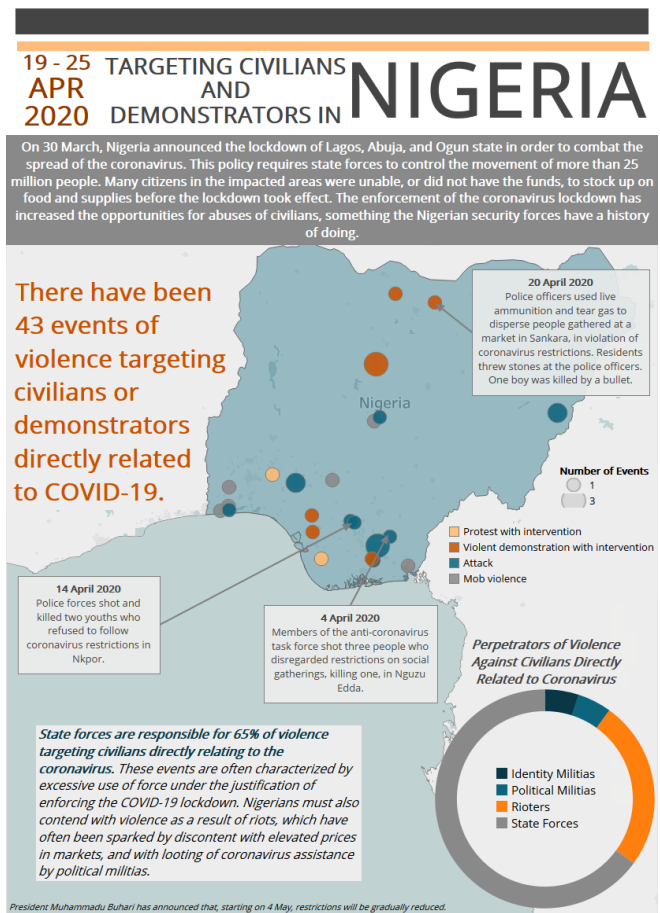 19 - 25
APR
2020
TARGETING CIVILIANS
AND
DEMONSTRATORS IN
NIGERIA
On 30 March, Nigeria announced the lockdown of Lagos, Abuja, and Ogun state in order to combat the
spread of the coronavirus. This policy requires state forces to control the movement of more than 25
million people. Many citizens in the impacted areas were unable, or did not have the funds, to stock up on
food and supplies before the lockdown took effect. The enforcement of the coronavirus lockdown has
increased the opportunities for abuses of civilians, something the Nigerian security forces have a history
of doing.
There have been
43 events of
violence targeting
civilians or
demonstrators
directly related
to COVID-19.
20 April 2020
Police officers used live
ammunition and tear gas to
disperse people gathered at a
market in Sankara, in violation of
coronavirus restrictions. Residents
threw stones at the police officers.
One boy was killed by a bullet.
Nigeria
Number of Events
1
3
Protest with intervention
Violent demonstration with intervention
Attack
Mob violence
14 April 2020
Police forces shot and
killed two youths who
refused to follow
coronavirus restrictions in
Nkpor.
4 April 2020
Members of the anti-coronavirus
task force shot three people who
disregarded restrictions on social
gatherings, killing one, in Nguzu
Edda.
Perpetrators of Violence
Against Civilians Directly
Related to Coronavirus
Identity Militias
Political Militias
Rioters
State Forces
State forces are responsible for 65% of violence
targeting civilians directly relating to the
coronavirus. These events are often characterized by
excessive use of force under the justification of
enforcing the COVID-19 lockdown. Nigerians must also
contend with violence as a result of riots, which have
often been sparked by discontent with elevated prices
in markets, and with looting of coronavirus assistance
by political militias.
President Muhammadu Buhari has announced that, starting on 4 May, restrictions will be gradually reduced.